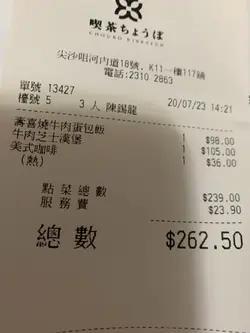 喫茶ちょうぼ
尖沙咀河內道18號, K11一樓117鋪
電話:2310 2863
單號 13427
檯號 5 3 人 陳錫龍 20/07/23 14:21
壽喜燒牛肉蛋包飯 1 $98.00
牛肉芝士漢堡 1 $105.00
美式咖啡 1 $36.00
(熱)
點菜總數 $239.00
服務費 $23.90
總數 $262.50